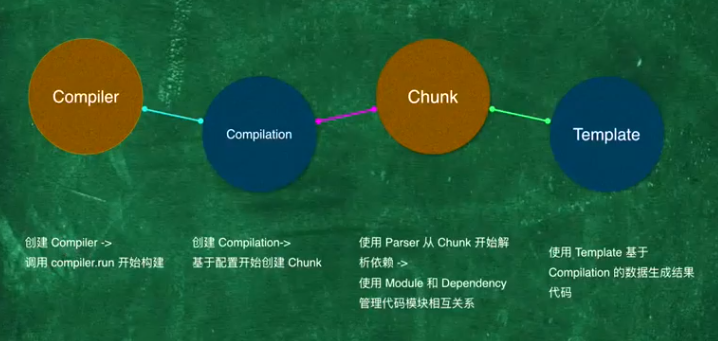 Compiler
Compilation
Chunk
Template
创建 Compiler ->
调用 compiler.run 开始构建
创建 Compilation->
基于配置开始创建 Chunk
使用 Parser 从 Chunk 开始解
析依赖 ->
使用 Module 和 Dependency
管理代码模块相互关系
使用 Template 基于
Compilation 的数据生成结果
代码